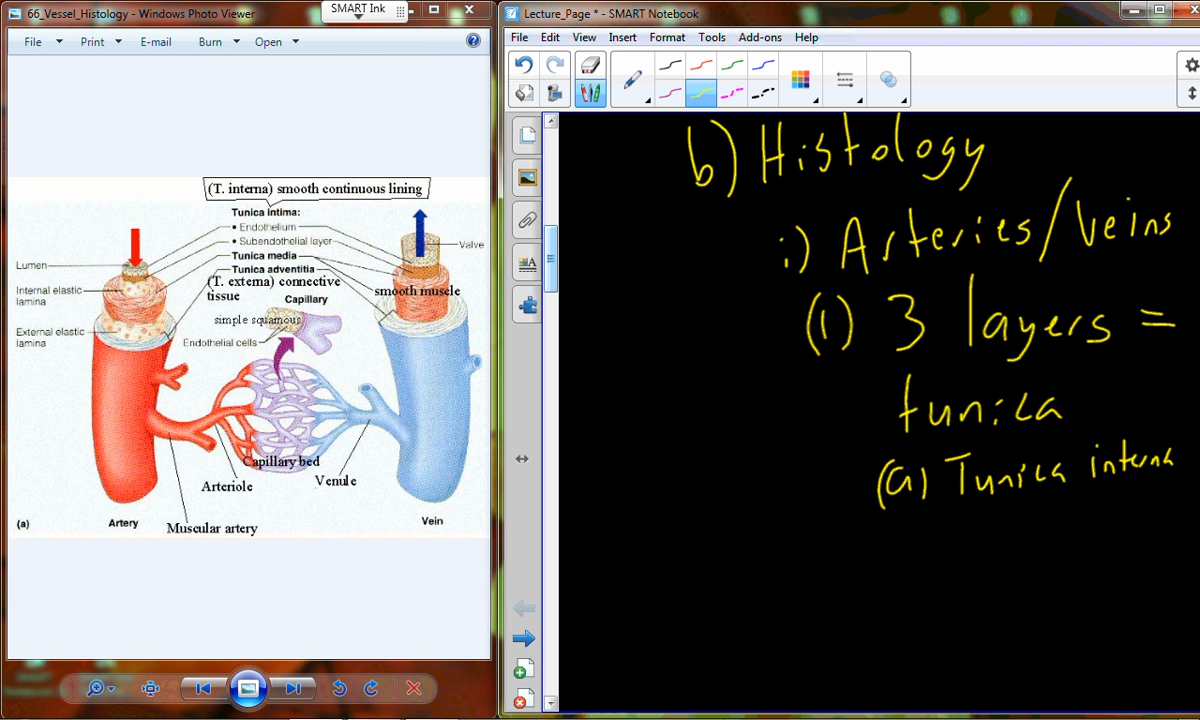 66_Vessel_Histology - Windows Photo Viewer
SMART Ink
File Print E-mail Burn Open
(T. interna) smooth continuous lining
Tunica intima:
• Endothelium
• Subendothelial layer
Tunica media
Tunica adventitia
(T. externa) connective
tissue
Capillary
simple squamous
Endothelial cells
Lumen
Internal elastic
lamina
External elastic
lamina
Valve
smooth muscle
Capillary bed
Arteriole
Venule
Muscular artery
(a)
Artery
Vein
Lecture_Page * - SMART Notebook
File Edit View Insert Format Tools Add-ons Help
b) Histology
i) Arteries/Veins
(1) 3 layers =
tunica
(a) Tunica interna